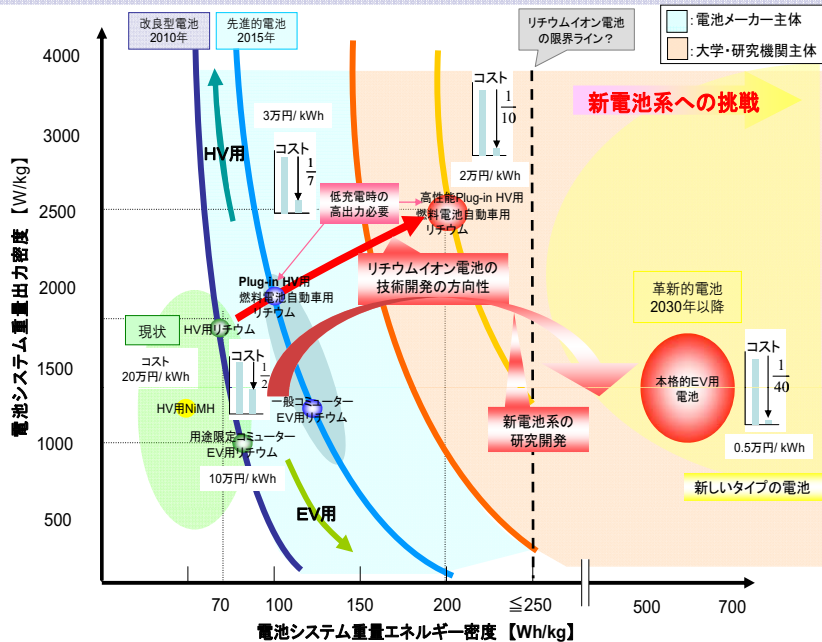 改良型電池
2010年
先進的電池
2015年
リチウムイオン電池
の限界ライン？
:電池メーカー主体
:大学・研究機関主体
新電池系への挑戦
4000
3000
2500
2000
1500
1000
500
電池システム重量出力密度 【W/kg】
HV用
3万円/ kWh
コスト
1
7
コスト
1
10
2万円/ kWh
低充電時の
高出力必要
高性能Plug-in HV用
燃料電池自動車用
リチウム
リチウムイオン電池の
技術開発の方向性
Plug-in HV用
燃料電池自動車用
リチウム
革新的電池
2030年以降
現状
HV用リチウム
コスト
20万円/ kWh
コスト
1
2
HV用NiMH
一般コミューター
EV用リチウム
用途限定コミューター
EV用リチウム
10万円/ kWh
EV用
新電池系の
研究開発
本格的EV用
電池
コスト
1
40
0.5万円/ kWh
新しいタイプの電池
70
100
150
200
≦250
500
700
電池システム重量エネルギー密度 【Wh/kg】